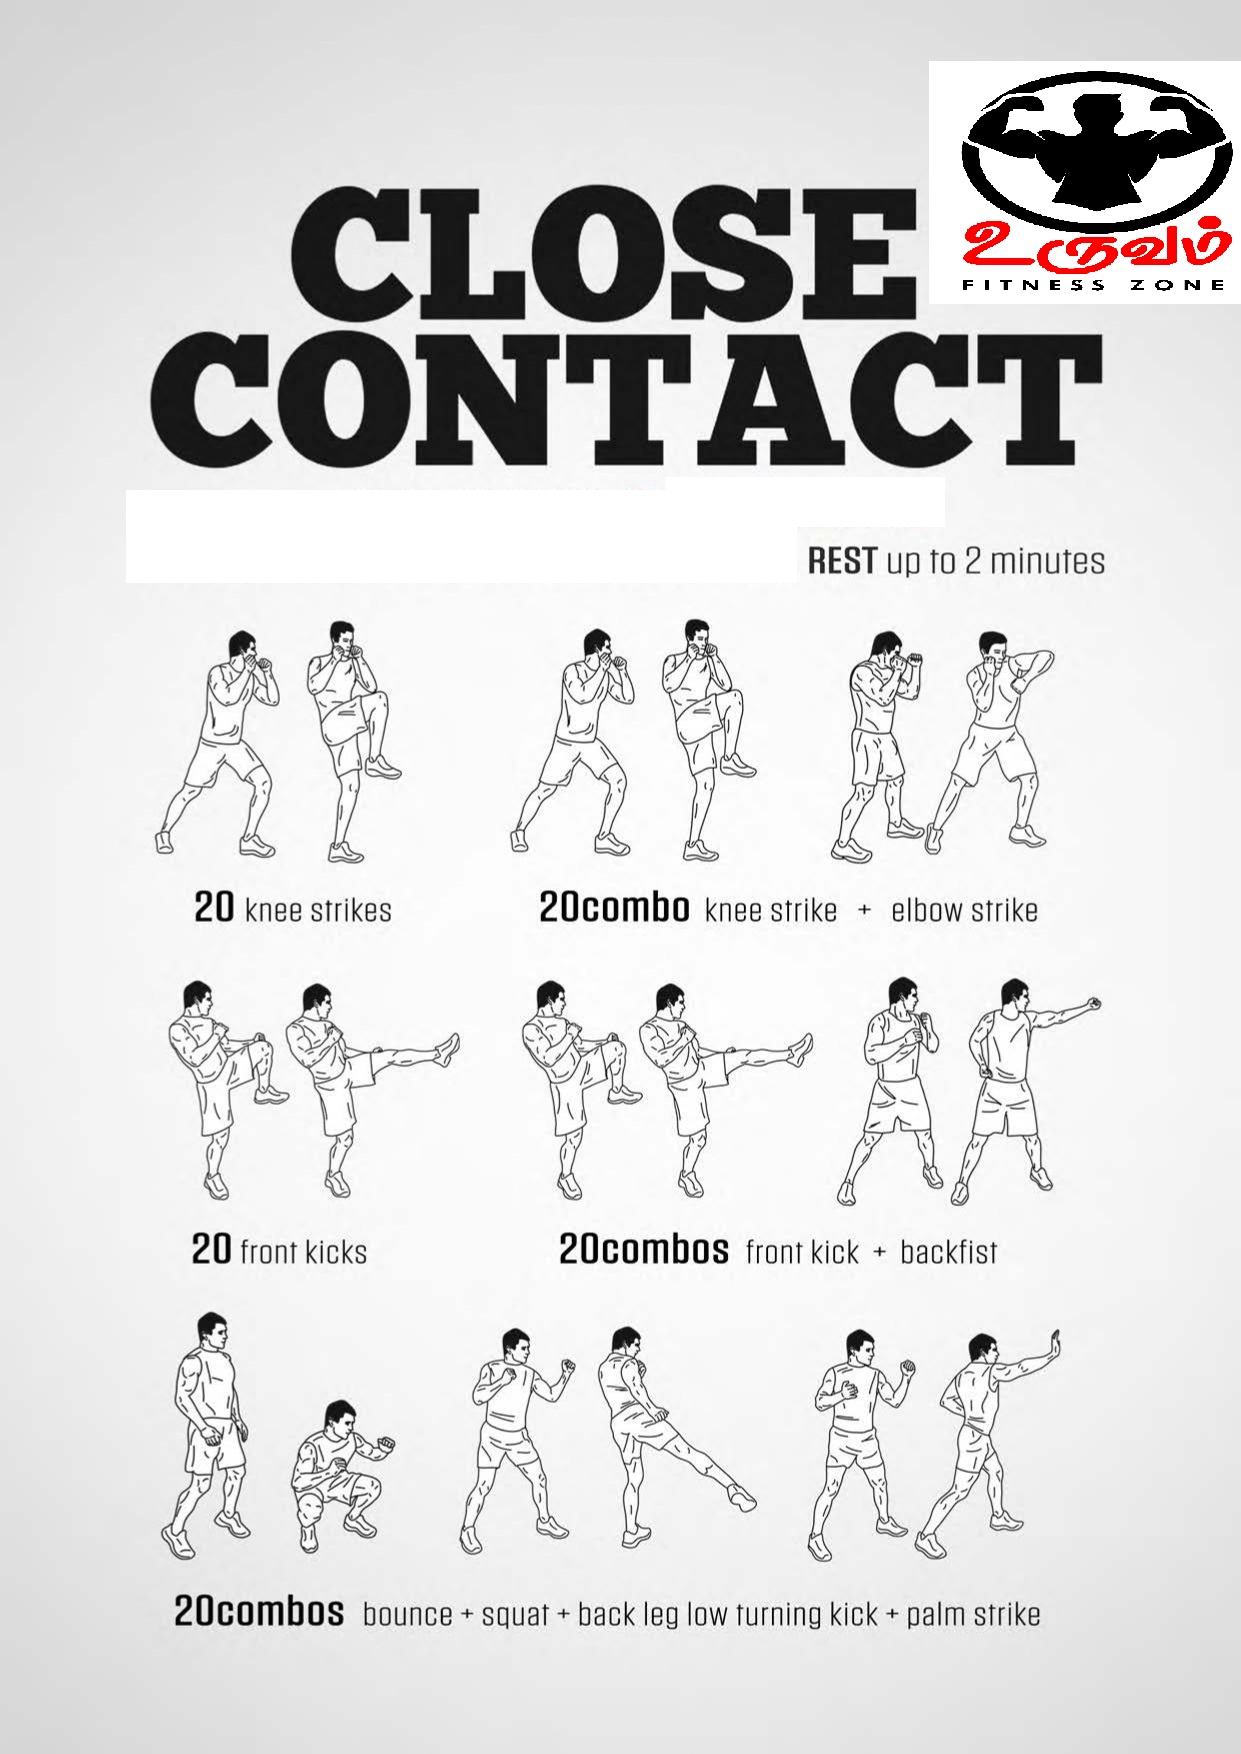 CLOSE
உருவம்
FITNESS ZONE
CONTACT
REST up to 2 minutes
20 knee strikes
20combo knee strike + elbow strike
20 front kicks
20combos front kick + backfist
20combos bounce + squat + back leg low turning kick + palm strike